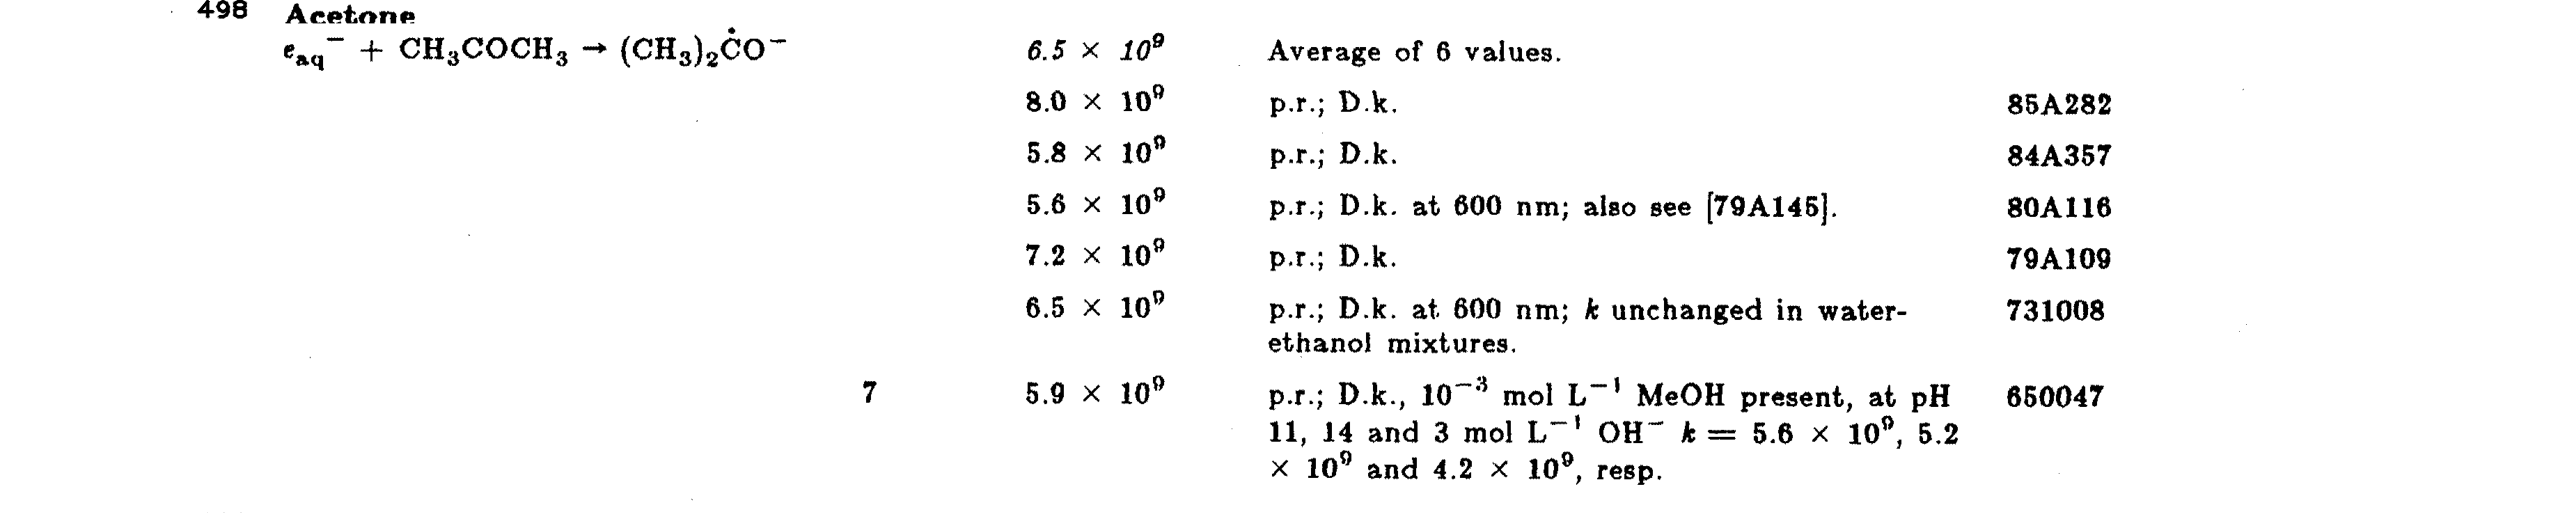 498 Acetone
eaq⁻ + CH₃COCH₃ → (CH₃)₂ĊO⁻ 6.5 × 10⁹ Average of 6 values.
8.0 × 10⁹ p.r.; D.k. 85A282
5.8 × 10⁹ p.r.; D.k. 84A357
5.6 × 10⁹ p.r.; D.k. at 600 nm; also see [79A145]. 80A116
7.2 × 10⁹ p.r.; D.k. 79A109
6.5 × 10⁹ p.r.; D.k. at 600 nm; k unchanged in water- 731008
ethanol mixtures.
7 5.9 × 10⁹ p.r.; D.k., 10⁻³ mol L⁻¹ MeOH present, at pH 650047
11, 14 and 3 mol L⁻¹ OH⁻ k = 5.6 × 10⁹, 5.2
× 10⁹ and 4.2 × 10⁹, resp.